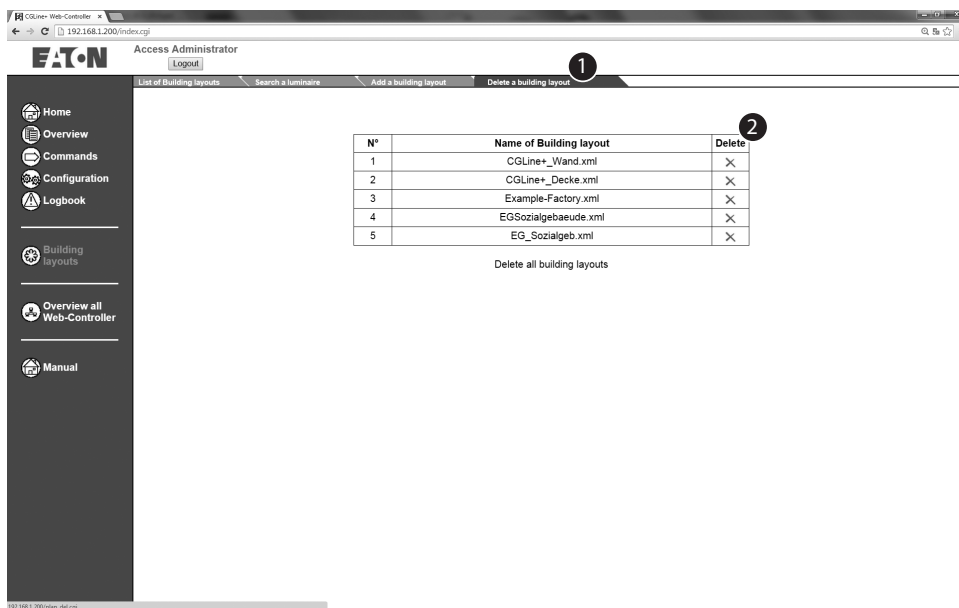 CGLine+ Web-Controller
192.168.1.200/index.cgi
EATON
Access Administrator
Logout
1
List of Building layouts Search a luminaire Add a building layout Delete a building layout
Home
Overview
Commands
Configuration
Logbook
Building
layouts
Overview all
Web-Controller
Manual
2
N° Name of Building layout Delete
1 CGLine+_Wand.xml
2 CGLine+_Decke.xml
3 Example-Factory.xml
4 EGSozialgebaeude.xml
5 EG_Sozialgeb.xml
Delete all building layouts
192.168.1.200/plan_del.cgi